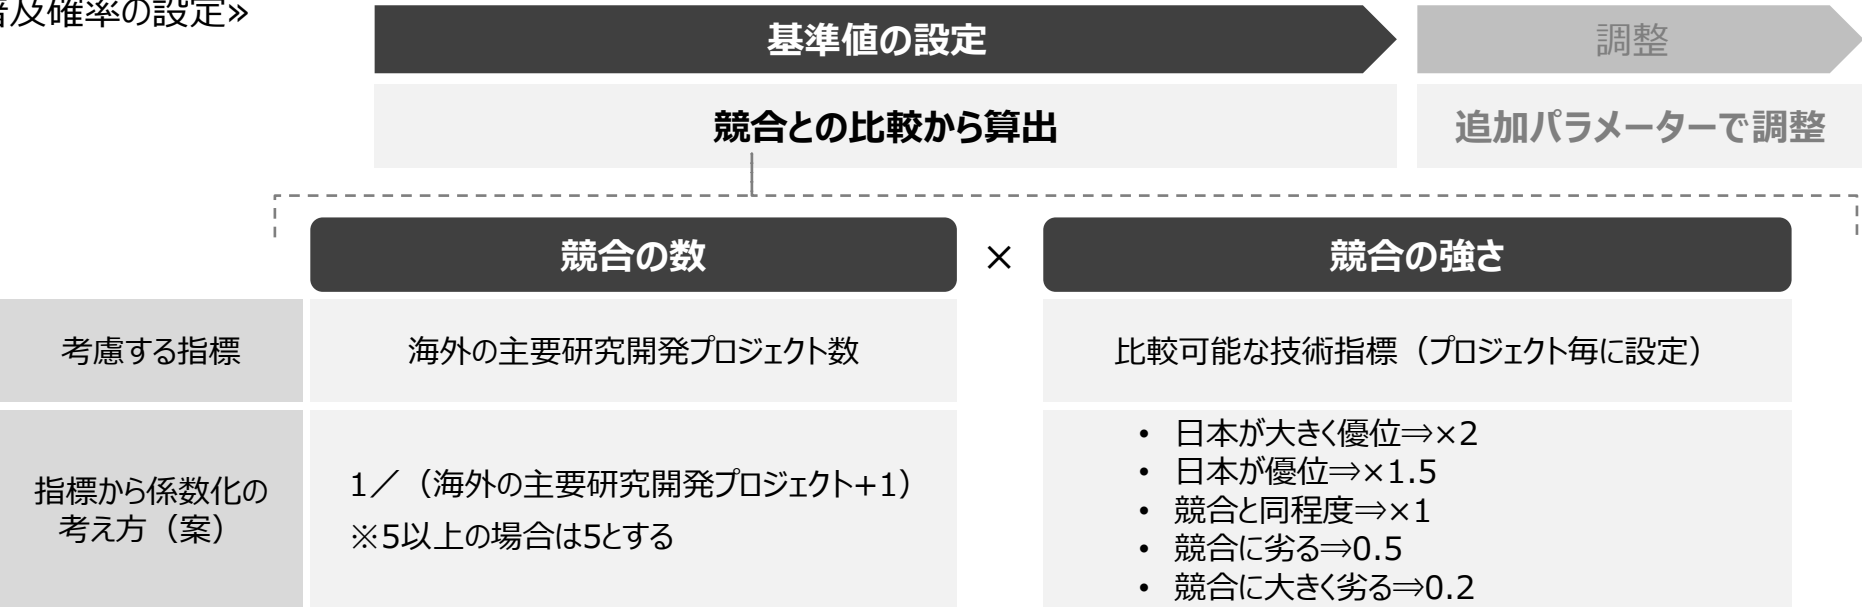 普及確率の設定»
基準値の設定
調整
競合との比較から算出
追加パラメーターで調整
競合の数
×
競合の強さ
考慮する指標
海外の主要研究開発プロジェクト数
比較可能な技術指標（プロジェクト毎に設定）
指標から係数化の
考え方（案）
1／（海外の主要研究開発プロジェクト+1）
※5以上の場合は5とする
• 日本が大きく優位⇒×2
• 日本が優位⇒×1.5
• 競合と同程度⇒×1
• 競合に劣る⇒0.5
• 競合に大きく劣る⇒0.2